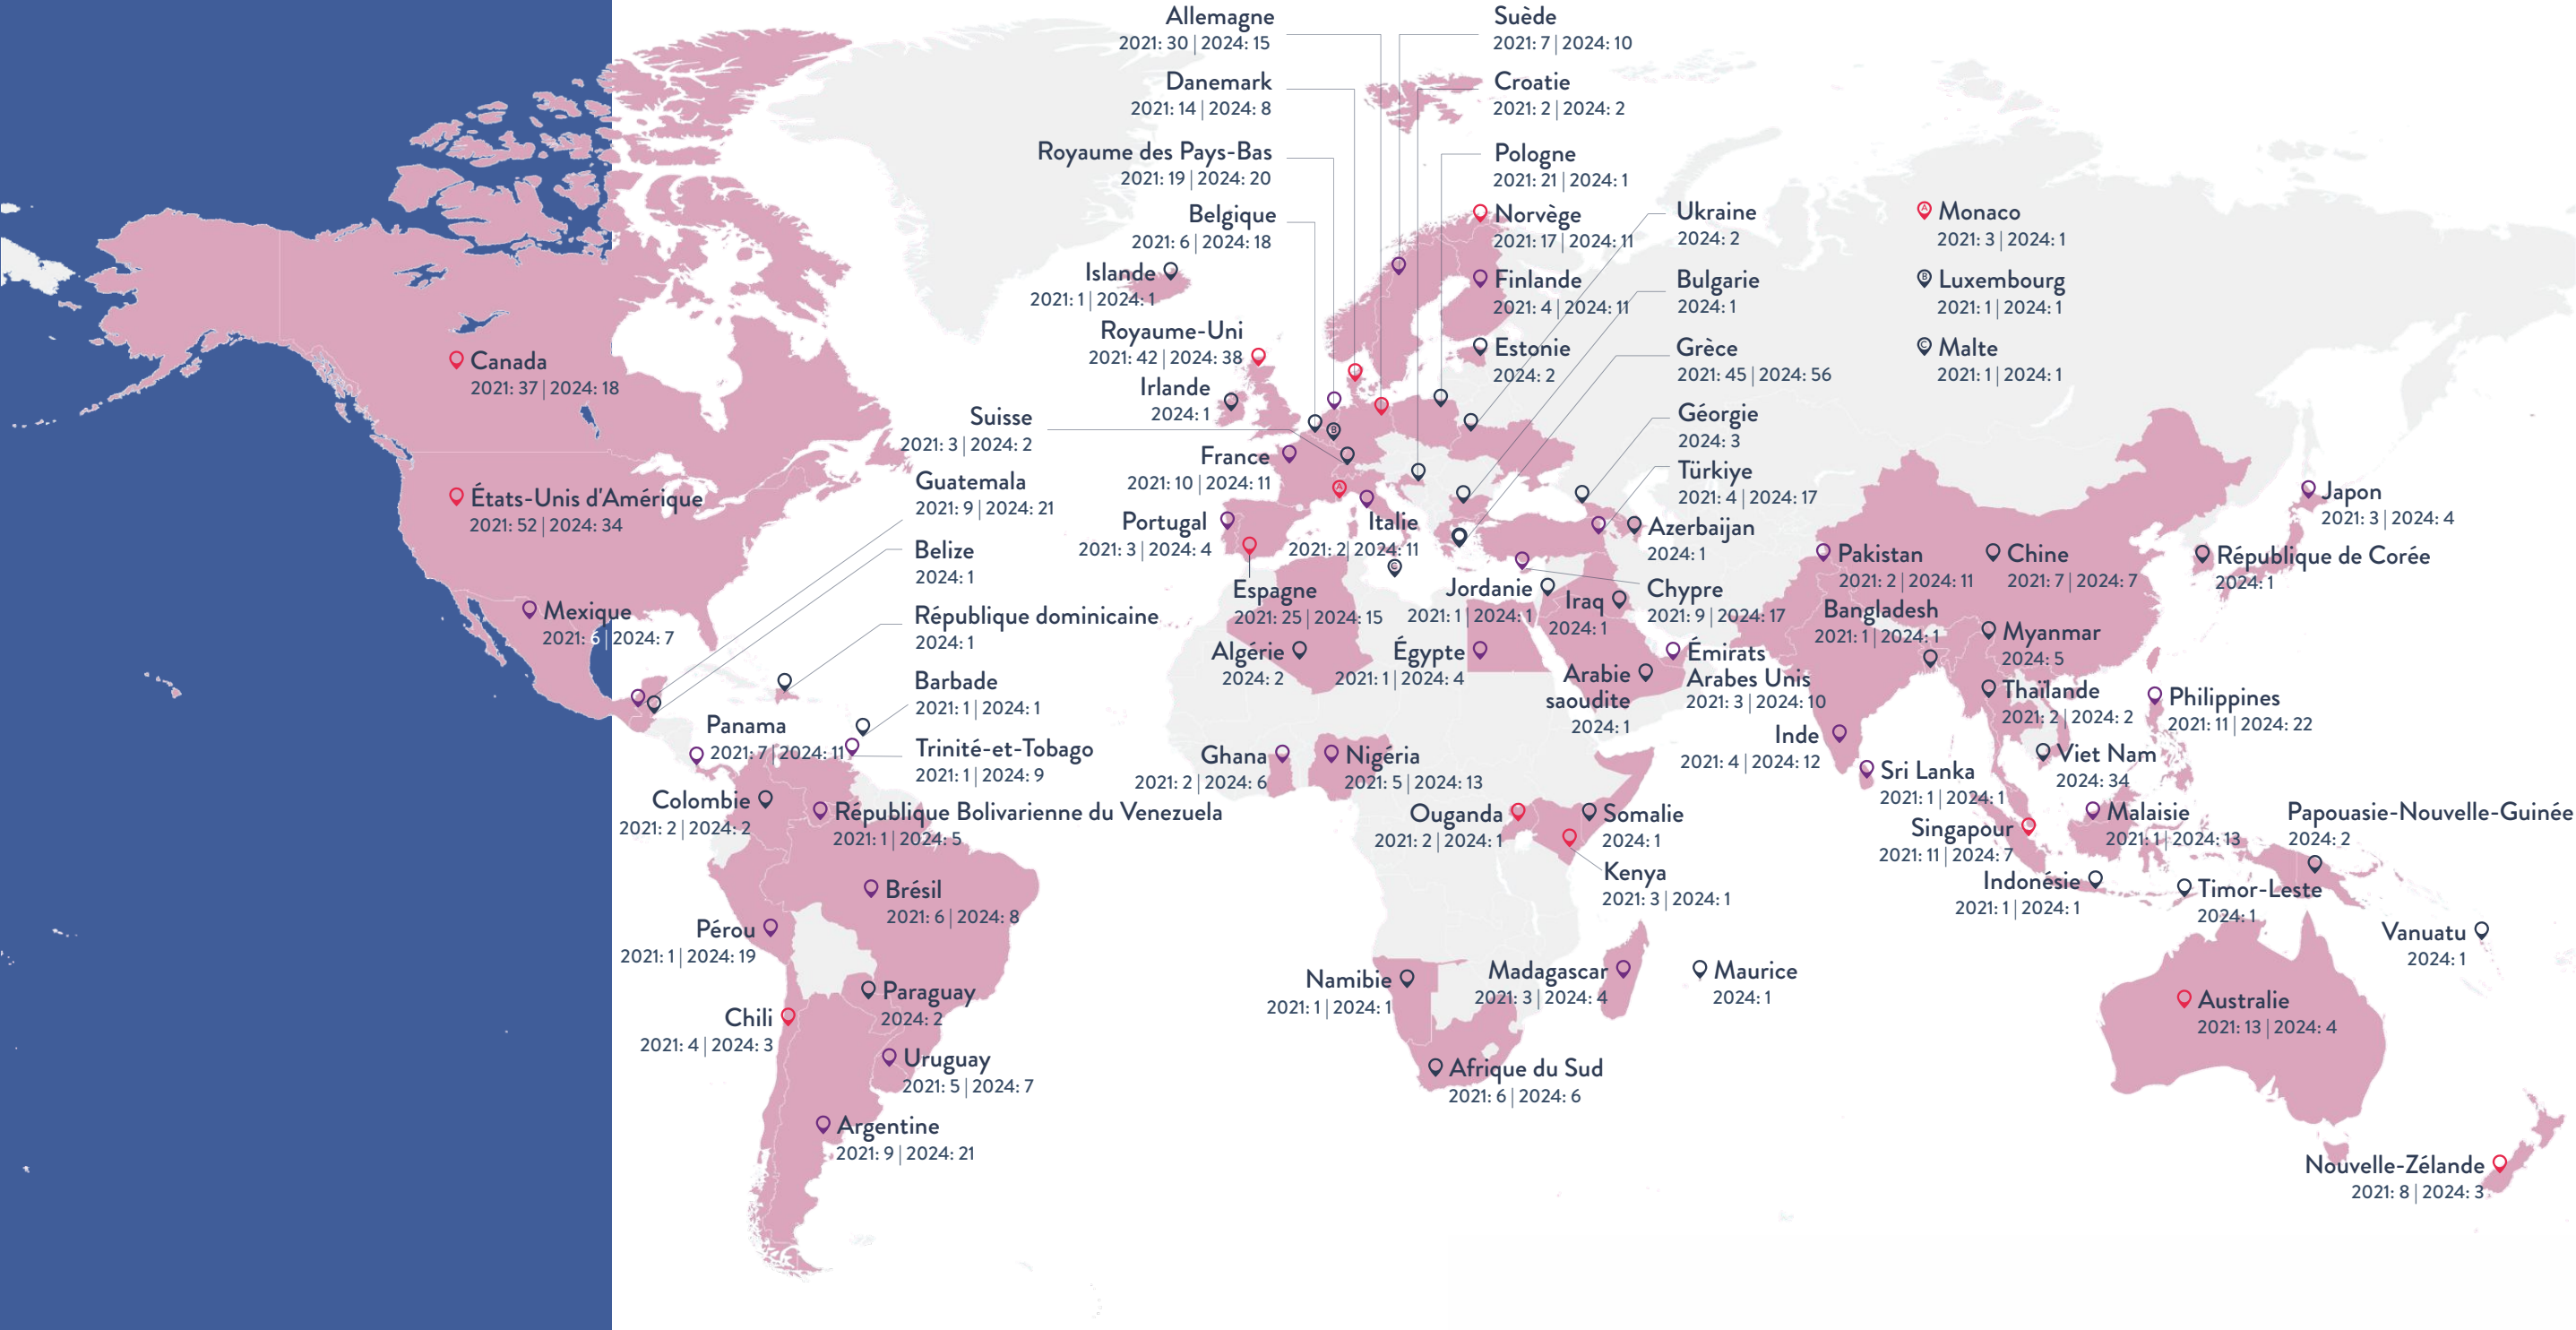 Allemagne
2021: 30 | 2024: 15
Danemark
2021: 14 | 2024: 8
Royaume des Pays-Bas
2021: 19 | 2024: 20
Belgique
2021: 6 | 2024: 18
Islande
2021: 1 | 2024: 1
Royaume-Uni
2021: 42 | 2024: 38
Irlande
2024: 1
Suisse
2021: 3 | 2024: 2
France
2021: 10 | 2024: 11
Portugal
2021: 3 | 2024: 4
Espagne
2021: 25 | 2024: 15
Italie
2021: 2 | 2024: 11
Suède
2021: 7 | 2024: 10
Croatie
2021: 2 | 2024: 2
Pologne
2021: 21 | 2024: 1
Norvège
2021: 17 | 2024: 11
Finlande
2021: 4 | 2024: 11
Estonie
2024: 2
Ukraine
2024: 2
Bulgarie
2024: 1
Grèce
2021: 45 | 2024: 56
Géorgie
2024: 3
Türkiye
2021: 4 | 2024: 17
Azerbaijan
2024: 1
Chypre
2021: 9 | 2024: 17
A Monaco
2021: 3 | 2024: 1
B Luxembourg
2021: 1 | 2024: 1
C Malte
2021: 1 | 2024: 1
A
B
C
Canada
2021: 37 | 2024: 18
États-Unis d'Amérique
2021: 52 | 2024: 34
Mexique
2021: 6 | 2024: 7
Guatemala
2021: 9 | 2024: 21
Belize
2024: 1
République dominicaine
2024: 1
Barbade
2021: 1 | 2024: 1
Trinité-et-Tobago
2021: 1 | 2024: 9
Panama
2021: 7 | 2024: 11
Colombie
2021: 2 | 2024: 2
République Bolivarienne du Venezuela
2021: 1 | 2024: 5
Brésil
2021: 6 | 2024: 8
Pérou
2021: 1 | 2024: 19
Paraguay
2024: 2
Chili
2021: 4 | 2024: 3
Uruguay
2021: 5 | 2024: 7
Argentine
2021: 9 | 2024: 21
Algérie
2024: 2
Égypte
2021: 1 | 2024: 4
Jordanie
2021: 1 | 2024: 1
Iraq
2024: 1
Arabie
saoudite
2024: 1
Émirats
Arabes Unis
2021: 3 | 2024: 10
Ghana
2021: 2 | 2024: 6
Nigéria
2021: 5 | 2024: 13
Ouganda
2021: 2 | 2024: 1
Somalie
2024: 1
Kenya
2021: 3 | 2024: 1
Namibie
2021: 1 | 2024: 1
Madagascar
2021: 3 | 2024: 4
Maurice
2024: 1
Afrique du Sud
2021: 6 | 2024: 6
Pakistan
2021: 2 | 2024: 11
Chine
2021: 7 | 2024: 7
Japon
2021: 3 | 2024: 4
République de Corée
2024: 1
Bangladesh
2021: 1 | 2024: 1
Myanmar
2024: 5
Thaïlande
2021: 2 | 2024: 2
Philippines
2021: 11 | 2024: 22
Inde
2021: 4 | 2024: 12
Viet Nam
2024: 34
Sri Lanka
2021: 1 | 2024: 1
Malaisie
2021: 1 | 2024: 13
Singapour
2021: 11 | 2024: 7
Papouasie-Nouvelle-Guinée
2024: 2
Indonésie
2021: 1 | 2024: 1
Timor-Leste
2024: 1
Vanuatu
2024: 1
Australie
2021: 13 | 2024: 4
Nouvelle-Zélande
2021: 8 | 2024: 3